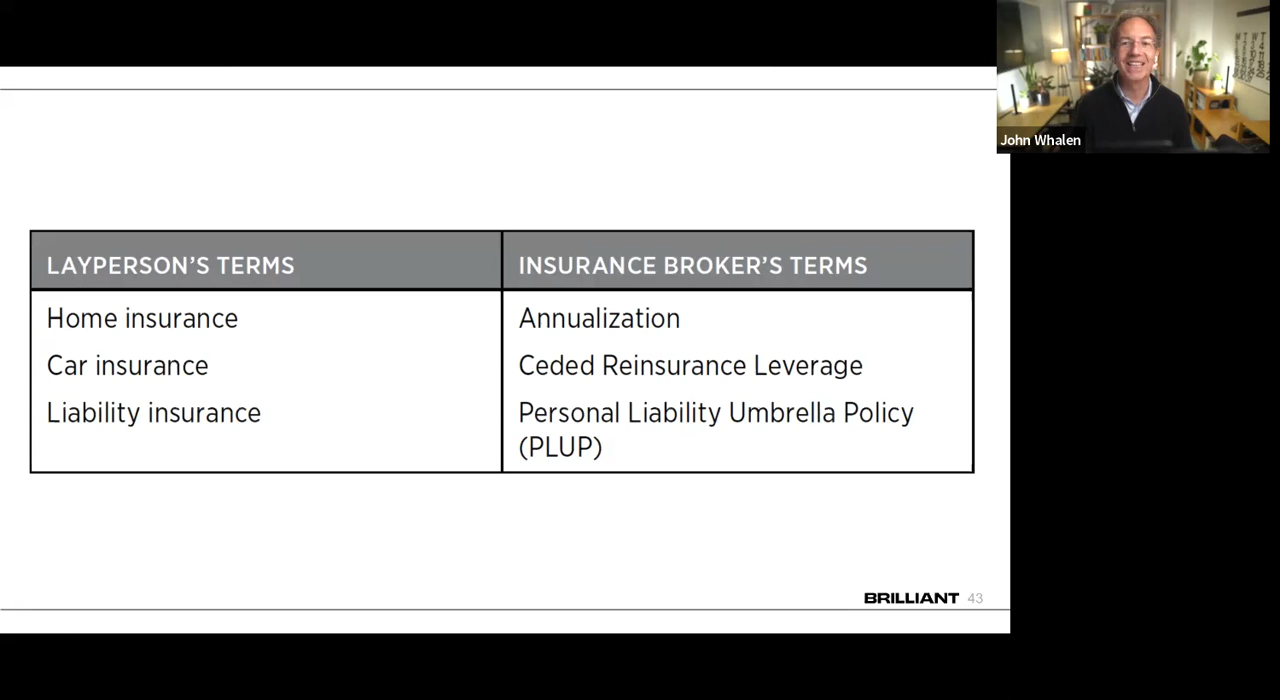 John Whalen
LAYPERSON’S TERMS
INSURANCE BROKER’S TERMS
Home insurance
Annualization
Car insurance
Ceded Reinsurance Leverage
Liability insurance
Personal Liability Umbrella Policy
(PLUP)
BRILLIANT 43